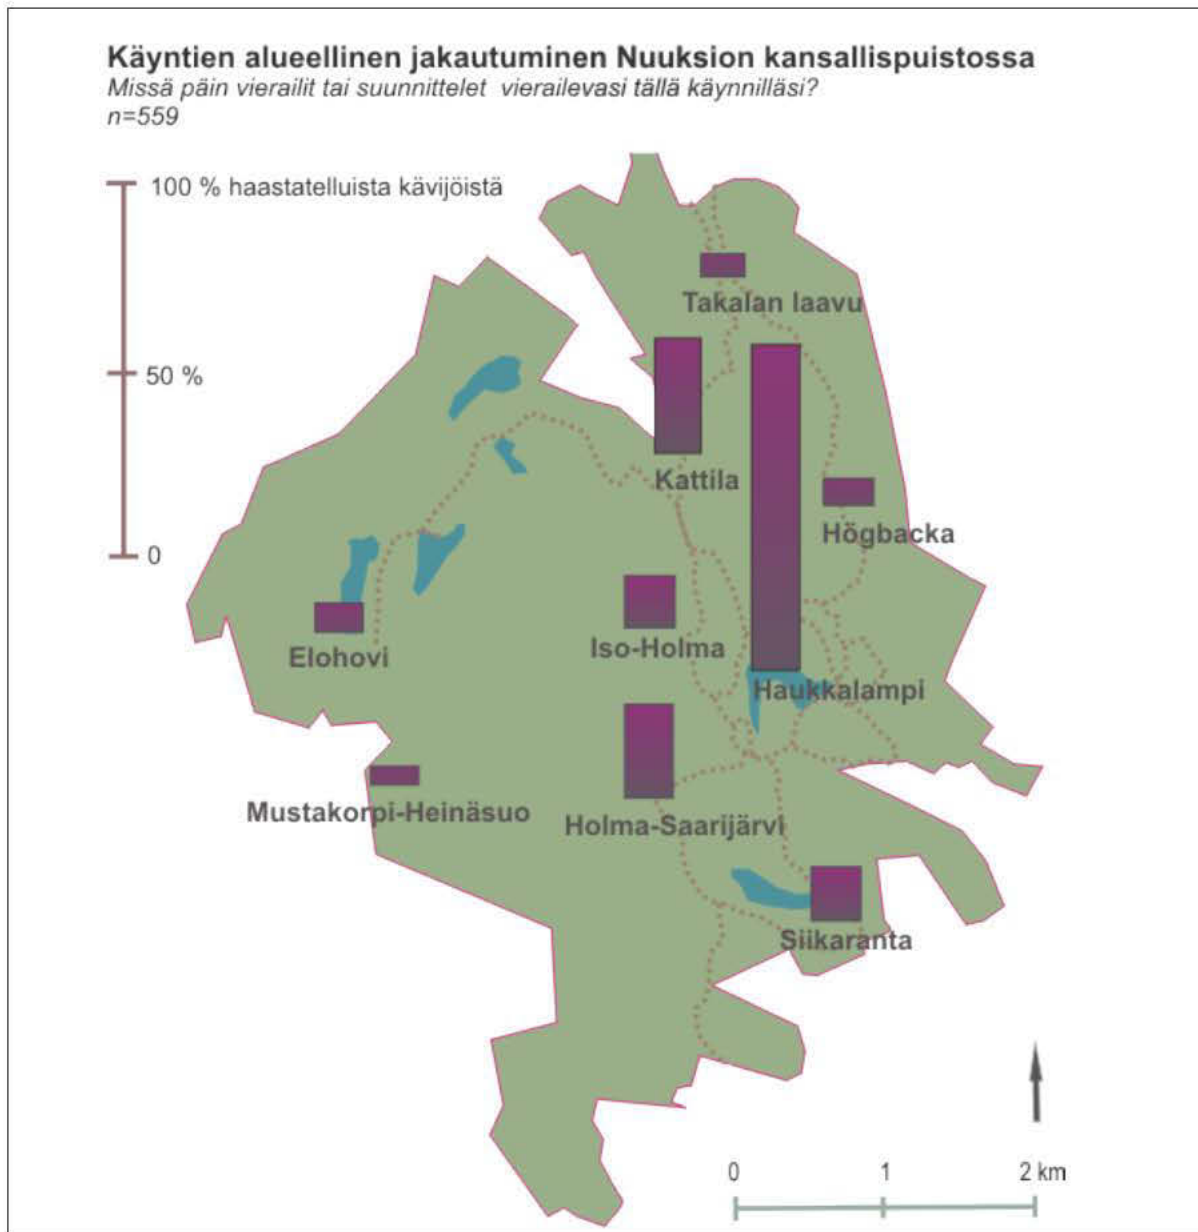 Käyntien alueellinen jakautuminen Nuuksion kansallispuistossa
Missä päin vierailit tai suunnittelet vierailevasi tällä käynnilläsi?
n=559
100 % haastatelluista kävijöistä
Takalan laavu
50 %
Kattila
Högbacka
0
Iso-Holma
Elohovi
Haukkalampi
Mustakorpi-Heinäsuo
Holma-Saarijärvi
Siikaranta
0 1 2 km